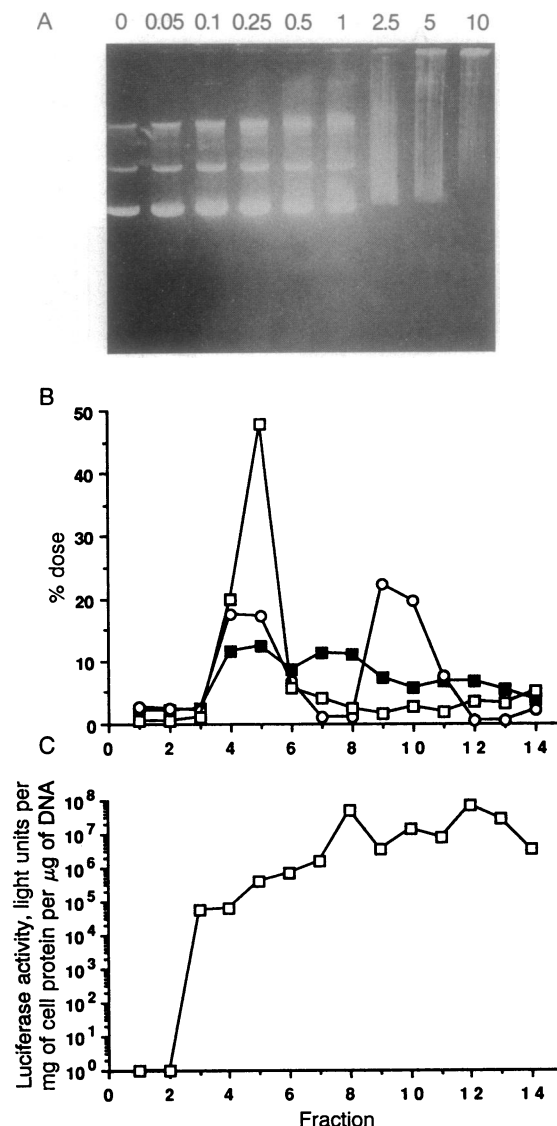 A 0 0.05 0.1 0.25 0.5 1 2.5 5 10
B
50
40
30
20
10
0
% dose
0 2 4 6 8 10 12 14
C
Luciferase activity, light units per
mg of cell protein per μg of DNA
10⁸
10⁷
10⁶
10⁵
10⁴
10³
10²
10¹
10⁰
0 2 4 6 8 10 12 14
Fraction